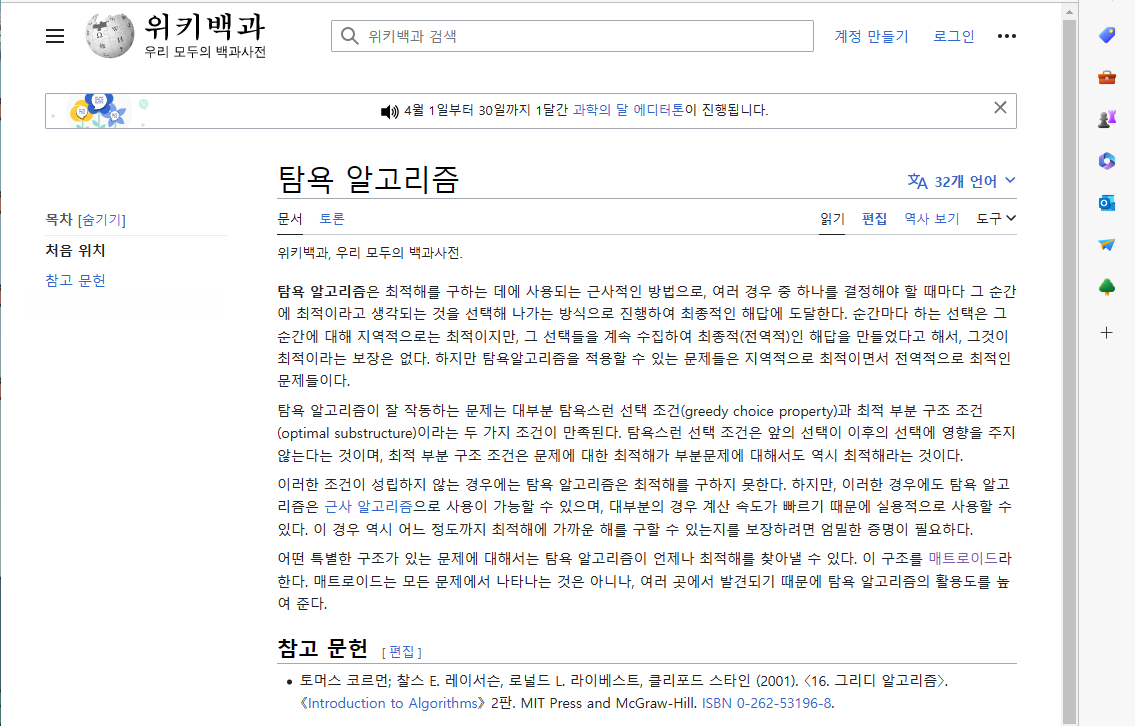 위키백과
우리 모두의 백과사전
위키백과 검색
계정 만들기
로그인
4월 1일부터 30일까지 1달간 과학의 달 에디터톤이 진행됩니다.
탐욕 알고리즘
32개 언어
목차 [숨기기]
처음 위치
참고 문헌
문서
토론
읽기
편집
역사 보기
도구
위키백과, 우리 모두의 백과사전.
탐욕 알고리즘은 최적해를 구하는 데에 사용되는 근사적인 방법으로, 여러 경우 중 하나를 결정해야 할 때마다 그 순간
에 최적이라고 생각되는 것을 선택해 나가는 방식으로 진행하여 최종적인 해답에 도달한다. 순간마다 하는 선택은 그
순간에 대해 지역적으로는 최적이지만, 그 선택들을 계속 수집하여 최종적(전역적)인 해답을 만들었다고 해서, 그것이
최적이라는 보장은 없다. 하지만 탐욕알고리즘을 적용할 수 있는 문제들은 지역적으로 최적이면서 전역적으로 최적인
문제들이다.
탐욕 알고리즘이 잘 작동하는 문제는 대부분 탐욕스런 선택 조건(greedy choice property)과 최적 부분 구조 조건
(optimal substructure)이라는 두 가지 조건이 만족된다. 탐욕스런 선택 조건은 앞의 선택이 이후의 선택에 영향을 주지
않는다는 것이며, 최적 부분 구조 조건은 문제에 대한 최적해가 부분문제에 대해서도 역시 최적해라는 것이다.
이러한 조건이 성립하지 않는 경우에는 탐욕 알고리즘은 최적해를 구하지 못한다. 하지만, 이러한 경우에도 탐욕 알고
리즘은 근사 알고리즘으로 사용이 가능할 수 있으며, 대부분의 경우 계산 속도가 빠르기 때문에 실용적으로 사용할 수
있다. 이 경우 역시 어느 정도까지 최적해에 가까운 해를 구할 수 있는지를 보장하려면 엄밀한 증명이 필요하다.
어떤 특별한 구조가 있는 문제에 대해서는 탐욕 알고리즘이 언제나 최적해를 찾아낼 수 있다. 이 구조를 매트로이드라
한다. 매트로이드는 모든 문제에서 나타나는 것은 아니나, 여러 곳에서 발견되기 때문에 탐욕 알고리즘의 활용도를 높
여 준다.
참고 문헌 [ 편집 ]
• 토머스 코르먼; 찰스 E. 레이서슨, 로널드 L. 라이베스트, 클리포드 스타인 (2001). 〈16. 그리디 알고리즘〉.
《Introduction to Algorithms》 2판. MIT Press and McGraw-Hill. ISBN 0-262-53196-8.